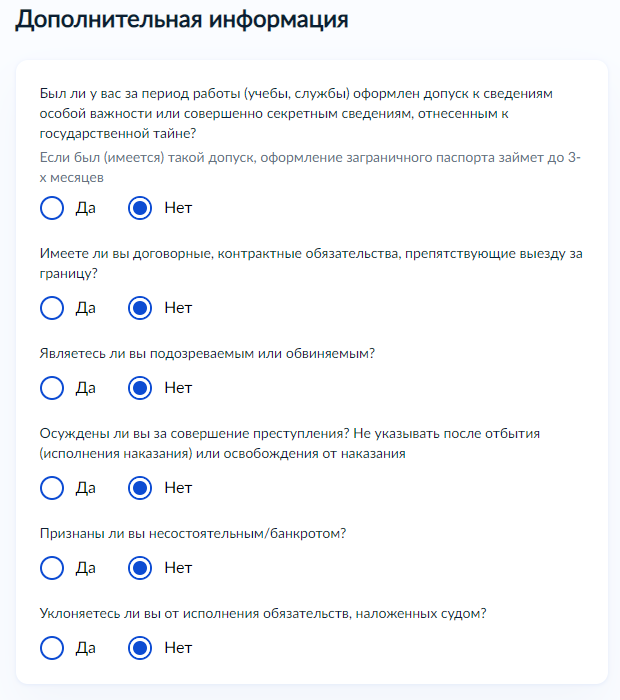 Дополнительная информация
Был ли у вас за период работы (учебы, службы) оформлен допуск к сведениям
особой важности или совершенно секретным сведениям, отнесенным к
государственной тайне?
Если был (имеется) такой допуск, оформление заграничного паспорта займет до 3-
х месяцев
Да Нет
Имеете ли вы договорные, контрактные обязательства, препятствующие выезду за
границу?
Да Нет
Являетесь ли вы подозреваемым или обвиняемым?
Да Нет
Осуждены ли вы за совершение преступления? Не указывать после отбытия
(исполнения наказания) или освобождения от наказания
Да Нет
Признаны ли вы несостоятельным/банкротом?
Да Нет
Уклоняетесь ли вы от исполнения обязательств, наложенных судом?
Да Нет